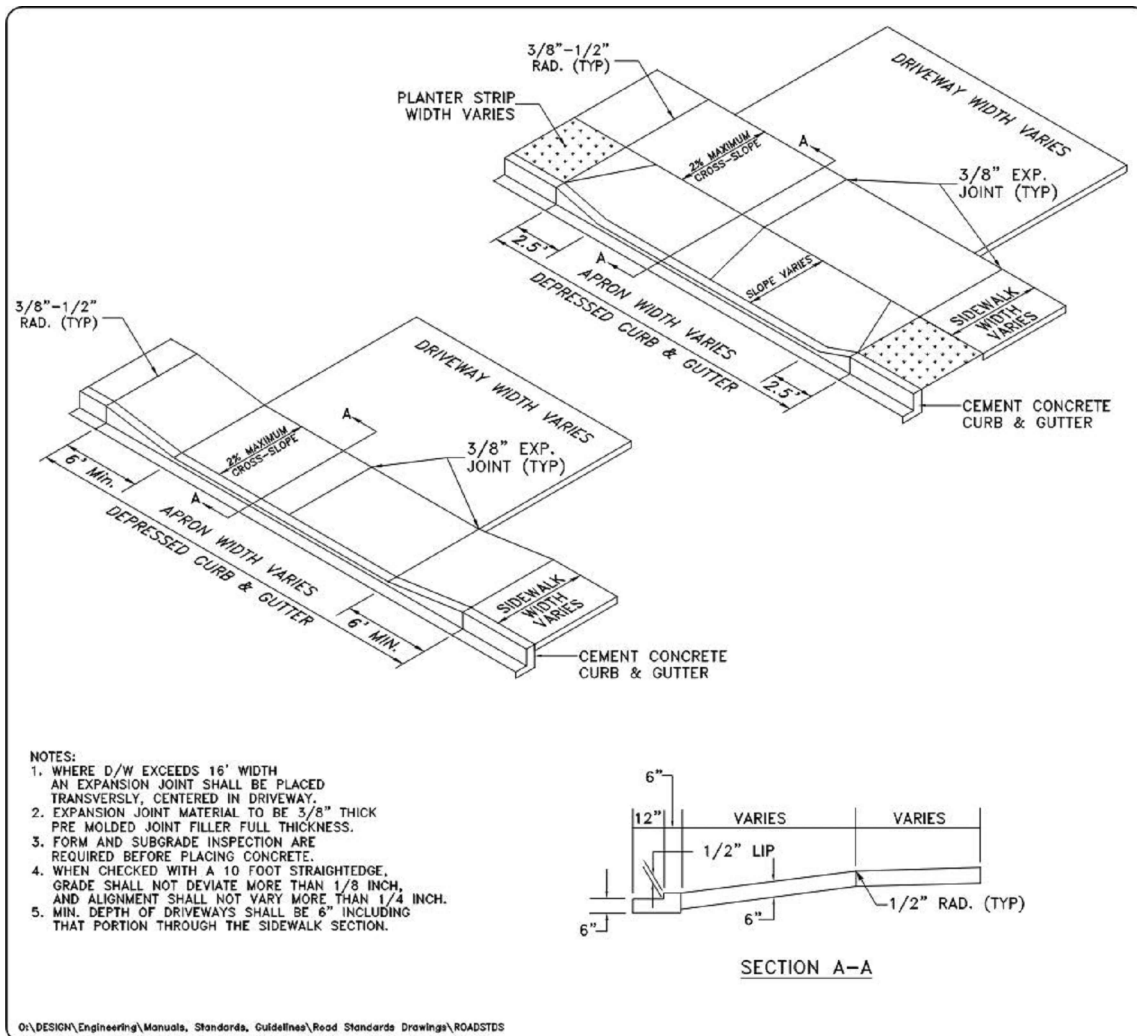 3/8"-1/2"
RAD. (TYP)
PLANTER STRIP
WIDTH VARIES
DRIVEWAY WIDTH VARIES
2% MAXIMUM
CROSS-SLOPE
A
3/8" EXP.
JOINT (TYP)
2.5'
A
APRON WIDTH VARIES
DEPRESSED CURB & GUTTER
SLOPE VARIES
SIDEWALK
WIDTH
VARIES
2.5'
CEMENT CONCRETE
CURB & GUTTER
3/8"-1/2"
RAD. (TYP)
DRIVEWAY WIDTH VARIES
2% MAXIMUM
CROSS-SLOPE
A
3/8" EXP.
JOINT (TYP)
6' Min.
A
APRON WIDTH VARIES
DEPRESSED CURB & GUTTER
SIDEWALK
WIDTH
VARIES
6' MIN.
CEMENT CONCRETE
CURB & GUTTER
NOTES:
1. WHERE D/W EXCEEDS 16' WIDTH
AN EXPANSION JOINT SHALL BE PLACED
TRANSVERSLY, CENTERED IN DRIVEWAY.
2. EXPANSION JOINT MATERIAL TO BE 3/8" THICK
PRE MOLDED JOINT FILLER FULL THICKNESS.
3. FORM AND SUBGRADE INSPECTION ARE
REQUIRED BEFORE PLACING CONCRETE.
4. WHEN CHECKED WITH A 10 FOOT STRAIGHTEDGE,
GRADE SHALL NOT DEVIATE MORE THAN 1/8 INCH,
AND ALIGNMENT SHALL NOT VARY MORE THAN 1/4 INCH.
5. MIN. DEPTH OF DRIVEWAYS SHALL BE 6" INCLUDING
THAT PORTION THROUGH THE SIDEWALK SECTION.
6"
12"
VARIES
VARIES
1/2" LIP
6"
6"
1/2" RAD. (TYP)
SECTION A-A
O:\DESIGN\Engineering\Manuals, Standards, Guidelines\Road Standards Drawings\ROADSTDS